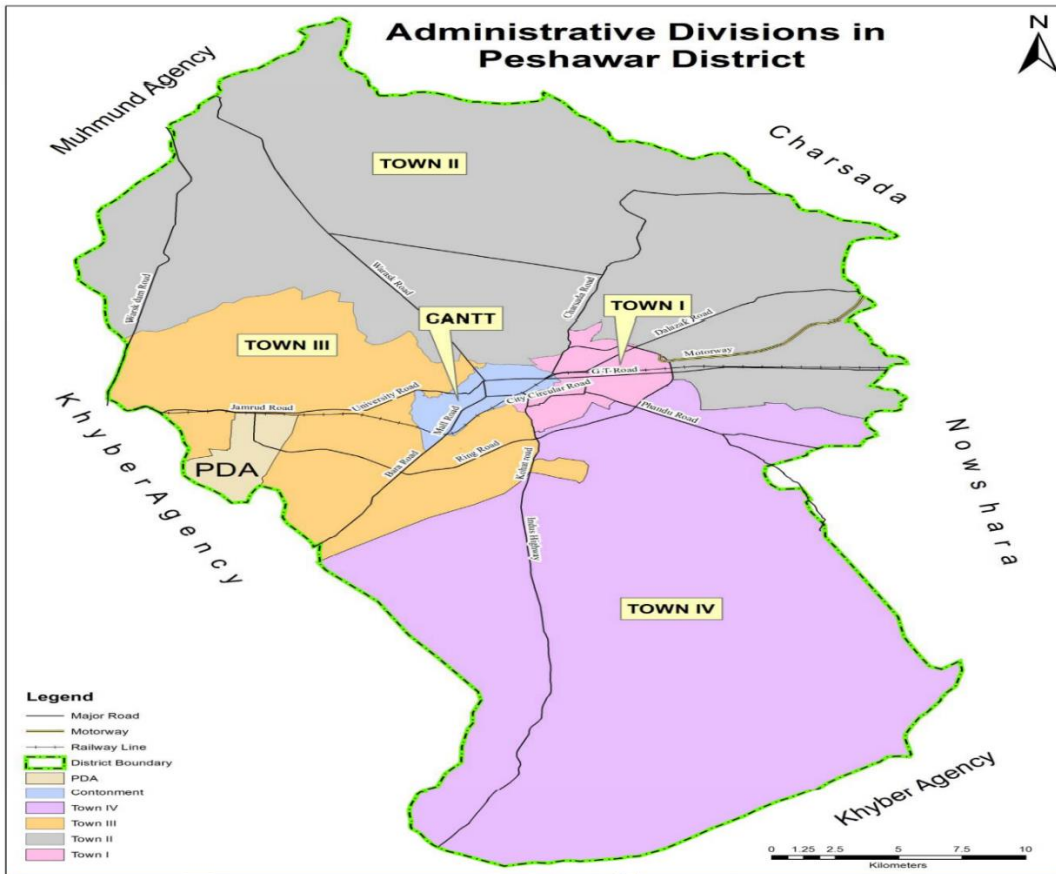 Administrative Divisions in
Peshawar District
N
Muhmund Agency
Charsada
TOWN II
Warsak Road
Charsada Road
TOWN I
Dalazak Road
CANTT
TOWN III
Motorway
G.T-Road
University Road
City Circular Road
Jamrud Road
Mall Road
Phandu Road
Khyber Agency
Nowshara
PDA
Bara Road
Ring Road
Kohat road
Indus Highway
TOWN IV
Khyber Agency
Legend
Major Road
Motorway
Railway Line
District Boundary
PDA
Contonment
Town IV
Town III
Town II
Town I
0 1.25 2.5 5 7.5 10
Kilometers